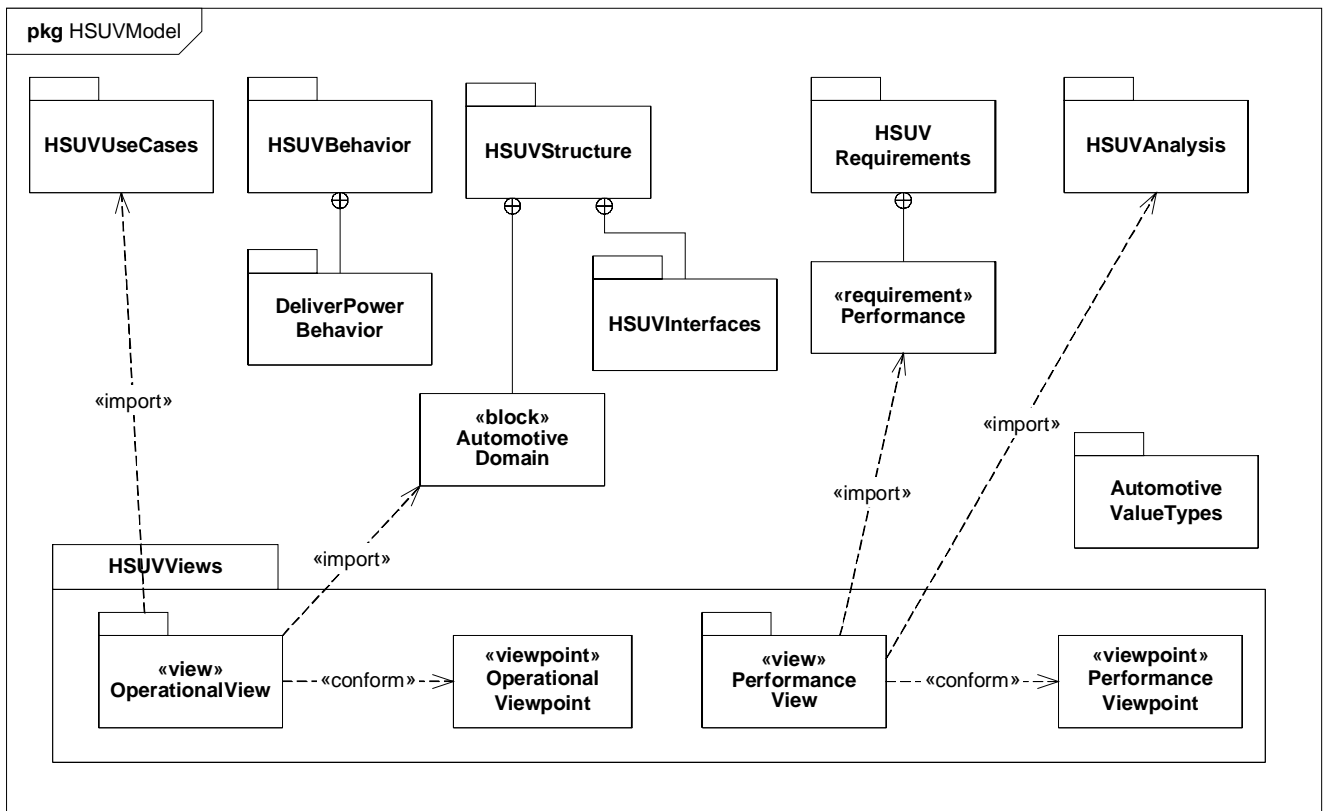 pkg HSUVModel
HSUVUseCases
HSUVBehavior
HSUVStructure
HSUV
Requirements
HSUVAnalysis
DeliverPower
Behavior
HSUVInterfaces
«requirement»
Performance
«import»
«block»
Automotive
Domain
«import»
«import»
Automotive
ValueTypes
«import»
HSUVViews
«view»
OperationalView
«conform»
«viewpoint»
Operational
Viewpoint
«view»
Performance
View
«conform»
«viewpoint»
Performance
Viewpoint
«import»